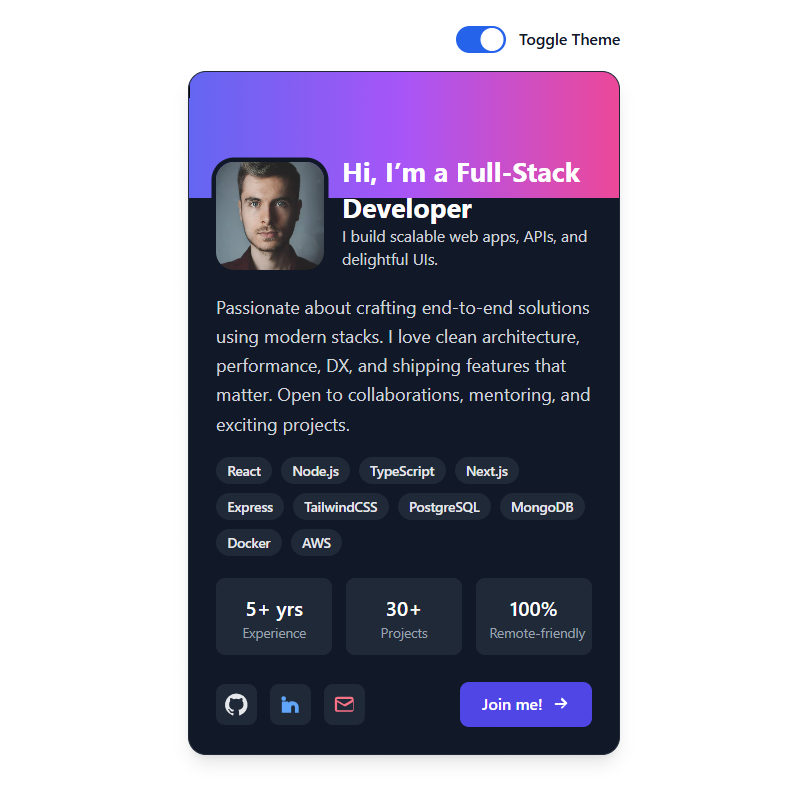 Toggle Theme
Hi, I’m a Full-Stack
Developer
I build scalable web apps, APIs, and
delightful UIs.
Passionate about crafting end-to-end solutions
using modern stacks. I love clean architecture,
performance, DX, and shipping features that
matter. Open to collaborations, mentoring, and
exciting projects.
React Node.js TypeScript Next.js
Express TailwindCSS PostgreSQL MongoDB
Docker AWS
5+ yrs 30+ 100%
Experience Projects Remote-friendly
in Join me! →